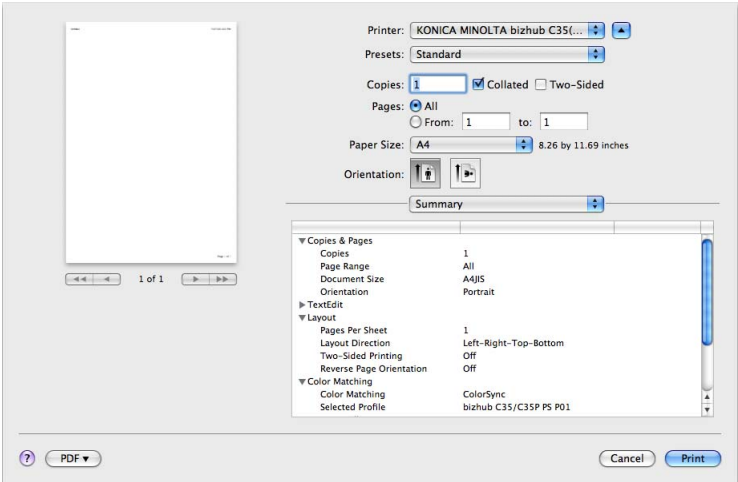 Printer: KONICA MINOLTA bizhub C35(...
Presets: Standard
Copies: 1 Collated Two-Sided
Pages: All
From: 1 to: 1
Paper Size: A4 8.26 by 11.69 inches
Orientation:
Summary
Copies & Pages
Copies 1
Page Range All
Document Size A4JIS
Orientation Portrait
TextEdit
Layout
Pages Per Sheet 1
Layout Direction Left-Right-Top-Bottom
Two-Sided Printing Off
Reverse Page Orientation Off
Color Matching
Color Matching ColorSync
Selected Profile bizhub C35/C35P PS P01
1 of 1
? PDF▼ Cancel Print